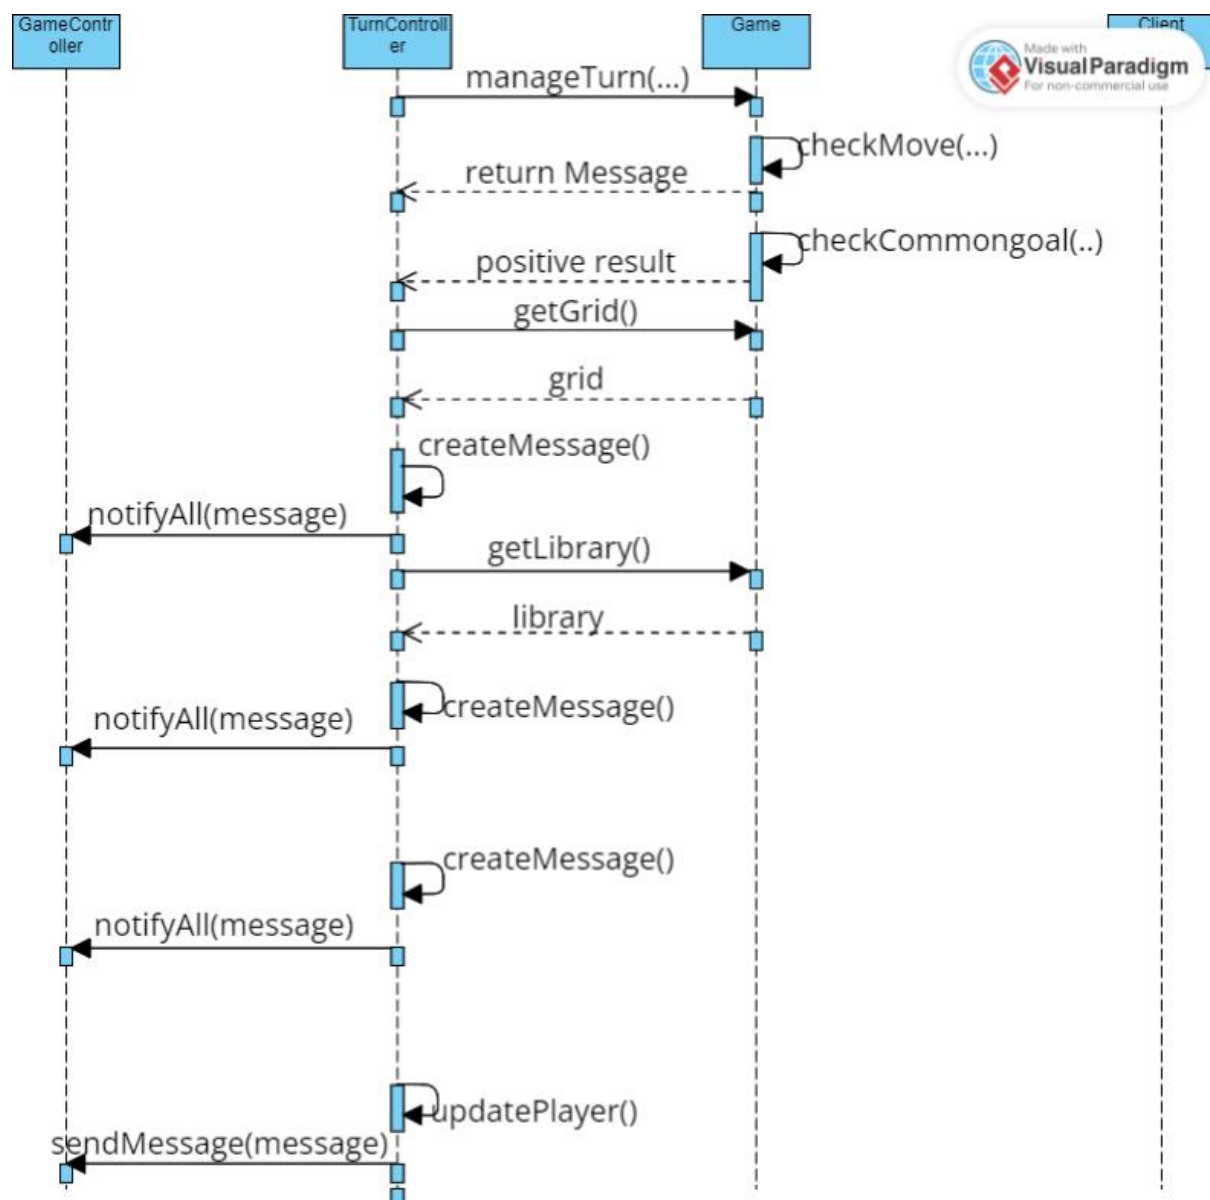 GameContr
oller
TurnControll
er
Game
Client
Made with
Visual Paradigm
For non-commercial use
manageTurn(...)
checkMove(...)
return Message
checkCommongoal(..)
positive result
getGrid()
grid
createMessage()
notifyAll(message)
getLibrary()
library
createMessage()
notifyAll(message)
createMessage()
notifyAll(message)
updatePlayer()
sendMessage(message)